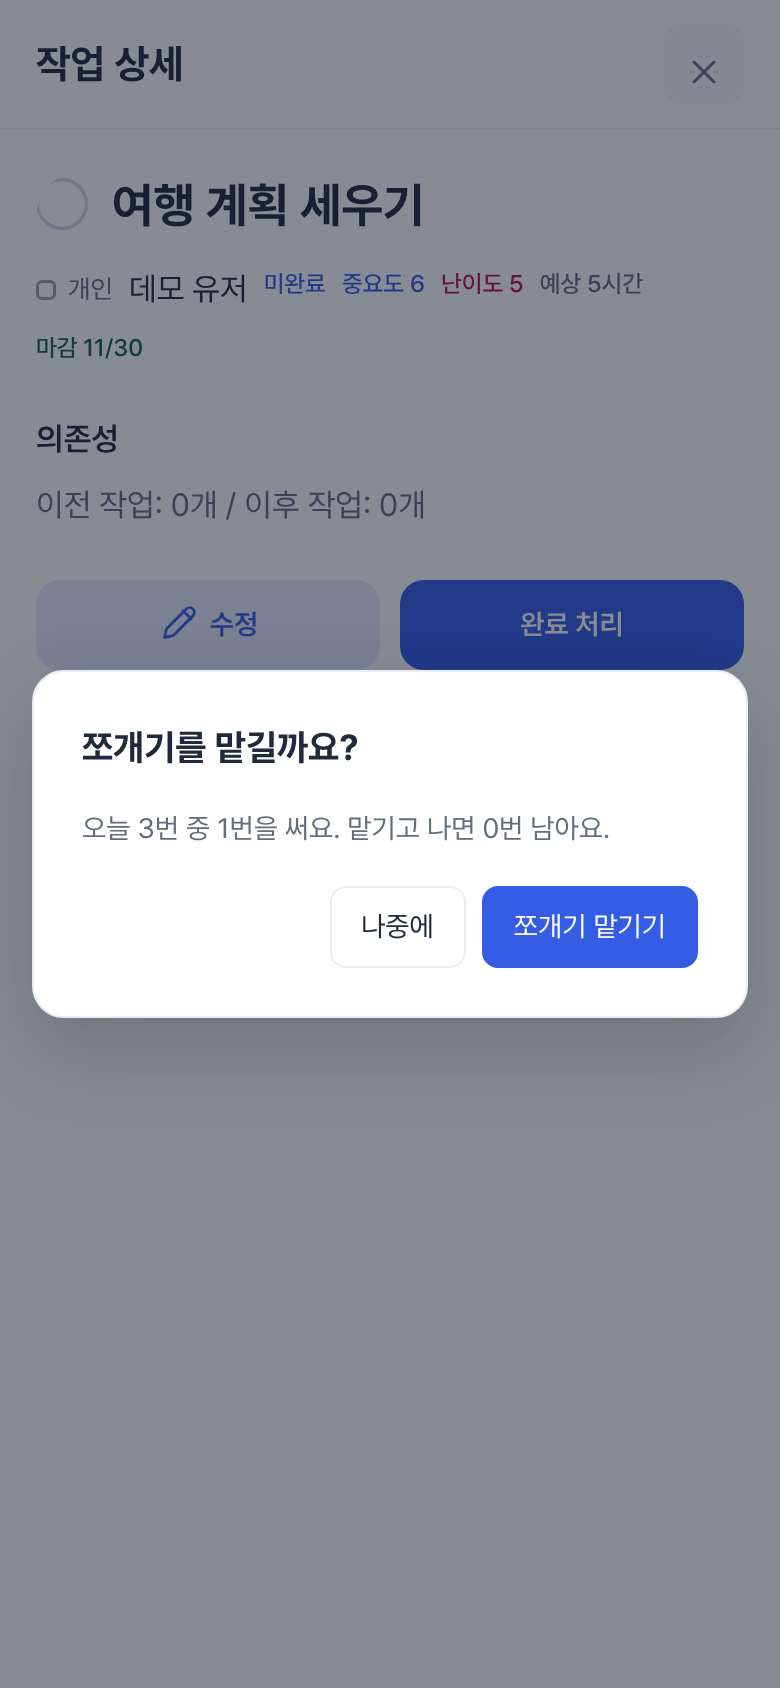 작업 상세
여행 계획 세우기
개인 데모 유저 미완료 중요도 6 난이도 5 예상 5시간
마감 11/30
의존성
이전 작업: 0개 / 이후 작업: 0개
수정 완료 처리
쪼개기를 맡길까요?
오늘 3번 중 1번을 써요. 맡기고 나면 0번 남아요.
나중에 쪼개기 맡기기